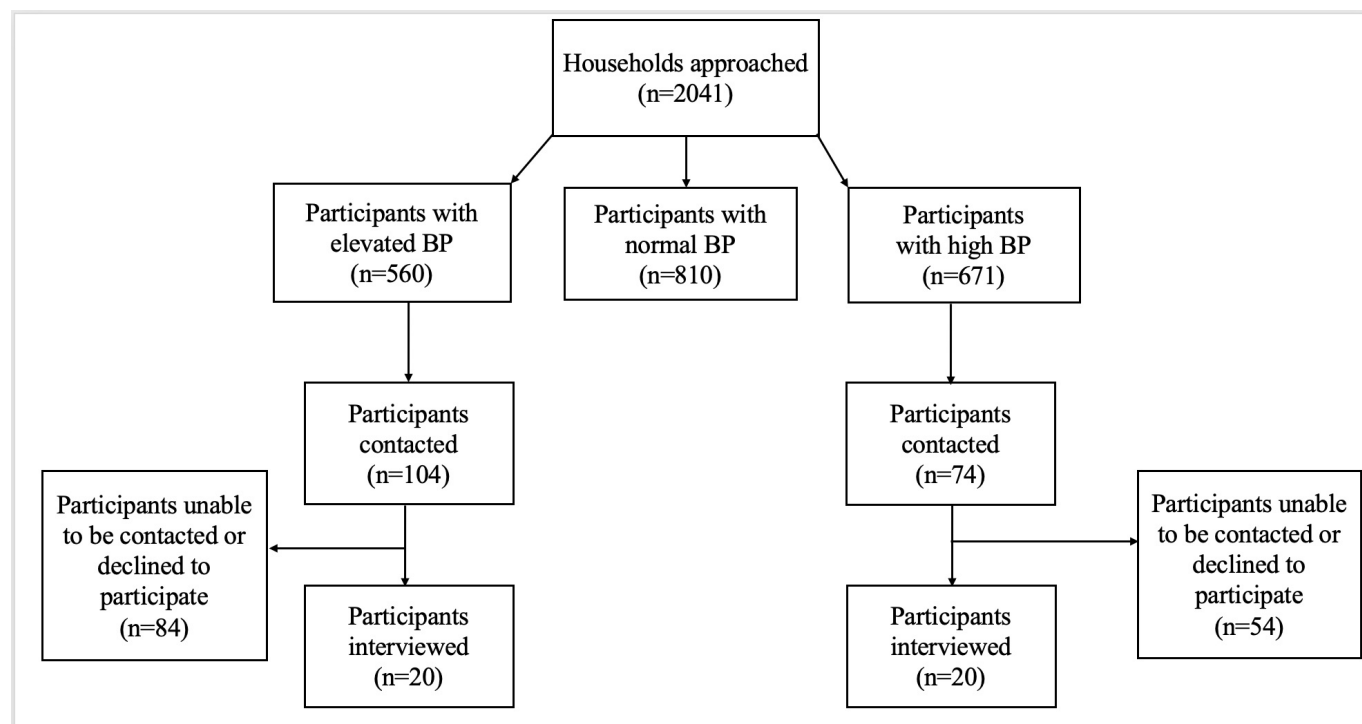 Households approached
(n=2041)
Participants with
elevated BP
(n=560)
Participants with
normal BP
(n=810)
Participants
with high BP
(n=671)
Participants
contacted
(n=104)
Participants
contacted
(n=74)
Participants unable
to be contacted or
declined to
participate
(n=84)
Participants unable
to be contacted or
declined to
participate
(n=54)
Participants
interviewed
(n=20)
Participants
interviewed
(n=20)